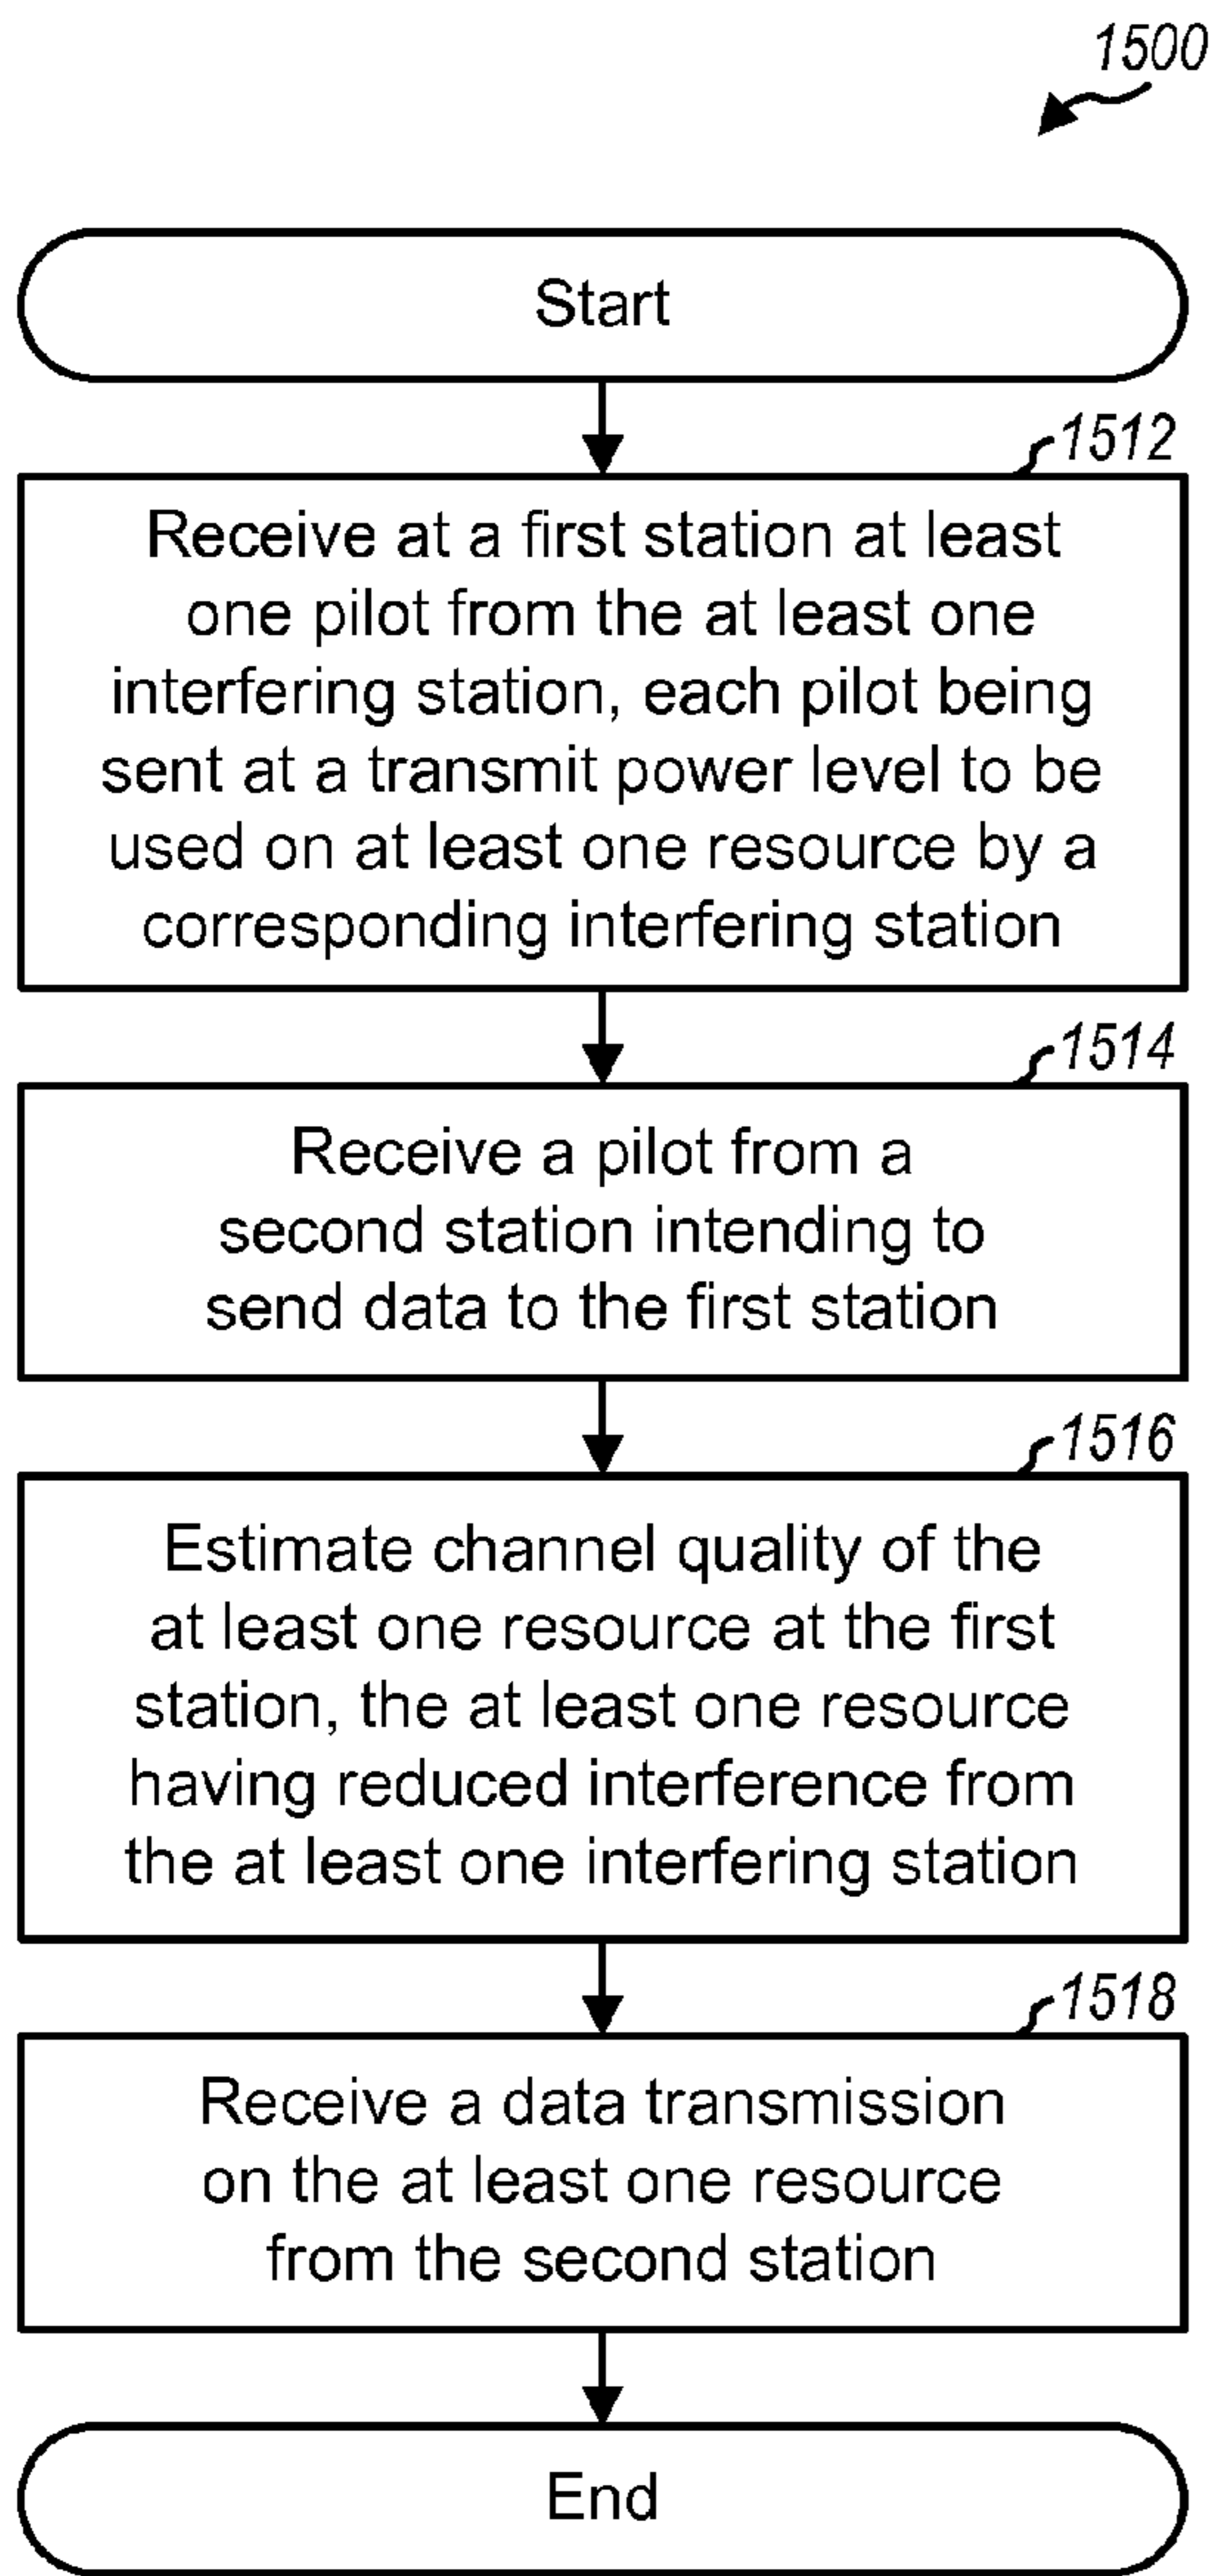 1500
Start
1512
Receive at a first station at least
one pilot from the at least one
interfering station, each pilot being
sent at a transmit power level to be
used on at least one resource by a
corresponding interfering station
1514
Receive a pilot from a
second station intending to
send data to the first station
1516
Estimate channel quality of the
at least one resource at the first
station, the at least one resource
having reduced interference from
the at least one interfering station
1518
Receive a data transmission
on the at least one resource
from the second station
End